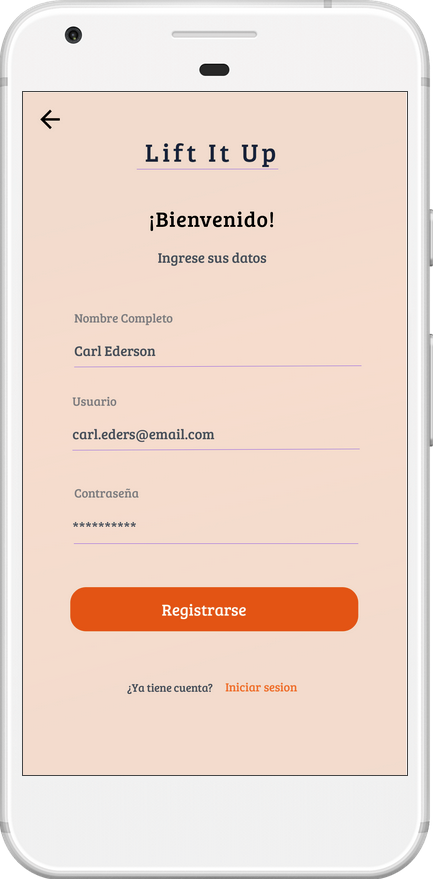 Lift It Up
¡Bienvenido!
Ingrese sus datos
Nombre Completo
Carl Ederson
Usuario
carl.eders@email.com
Contraseña
**********
Registrarse
¿Ya tiene cuenta? Iniciar sesion